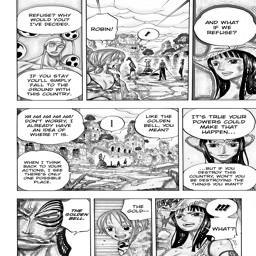 REFUSE? WHY
WOULD YOU?
I'VE DECIDED.
IF YOU STAY
YOU'LL SIMPLY
FALL TO THE
GROUND WITH
THIS COUNTRY.
ROBIN!
!
AND WHAT
IF WE
REFUSE?
YA HA HA HA HA!
DON'T WORRY, I
ALREADY HAVE
AN IDEA OF
WHERE IT IS.
WHEN I THINK
BACK TO YOUR
ACTIONS, I SEE
THERE'S ONLY
ONE POSSIBLE
PLACE.
!
LIKE THE
GOLDEN
BELL, YOU
MEAN?
IT'S TRUE YOUR
POWERS COULD
MAKE THAT
HAPPEN...
...BUT IF YOU
DESTROY THIS
COUNTRY, WON'T YOU
BE DESTROYING THE
THINGS YOU WANT?
THE
GOLDEN
BELL.
THE
GOLD--
!!!
WHAT?